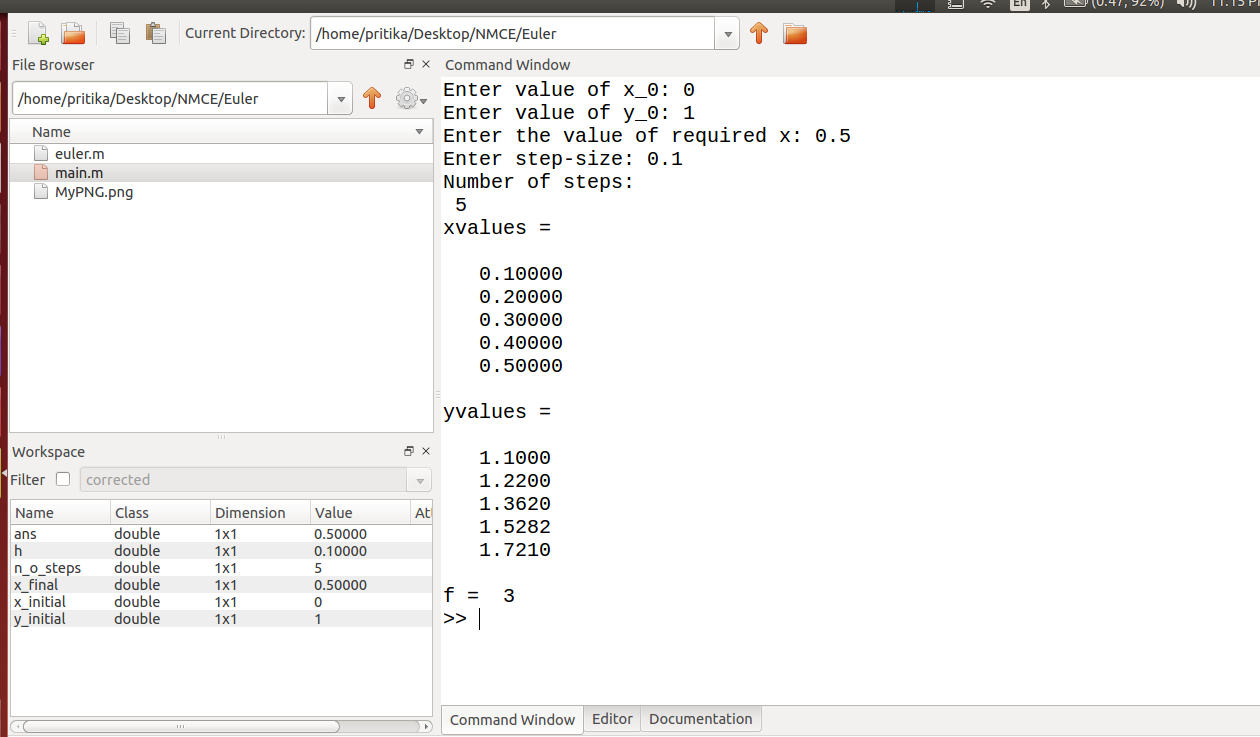 En (0.47, 92%)
Current Directory: /home/pritika/Desktop/NMCE/Euler
File Browser
/home/pritika/Desktop/NMCE/Euler
Name
euler.m
main.m
MyPNG.png
Workspace
Filter corrected
Name Class Dimension Value
ans double 1x1 0.50000
h double 1x1 0.10000
n_o_steps double 1x1 5
x_final double 1x1 0.50000
x_initial double 1x1 0
y_initial double 1x1 1
Command Window
Enter value of x_0: 0
Enter value of y_0: 1
Enter the value of required x: 0.5
Enter step-size: 0.1
Number of steps:
5
xvalues =
0.10000
0.20000
0.30000
0.40000
0.50000
yvalues =
1.1000
1.2200
1.3620
1.5282
1.7210
f = 3
>>
Command Window Editor Documentation